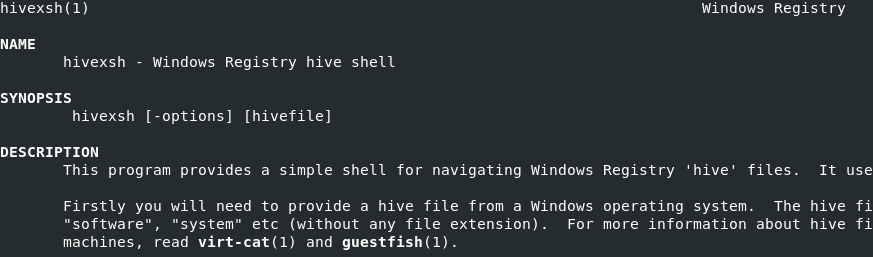 hivexsh(1) Windows Registry
NAME
hivexsh - Windows Registry hive shell
SYNOPSIS
hivexsh [-options] [hivefile]
DESCRIPTION
This program provides a simple shell for navigating Windows Registry 'hive' files.  It use
Firstly you will need to provide a hive file from a Windows operating system.  The hive fi
"software", "system" etc (without any file extension).  For more information about hive fi
machines, read virt-cat(1) and guestfish(1).